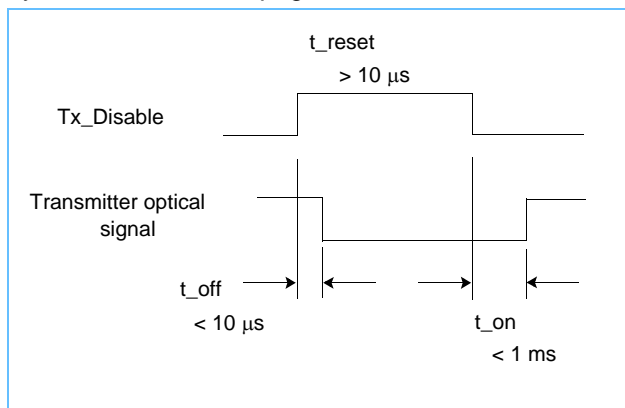 t_reset
> 10 μs
Tx_Disable
Transmitter optical
signal
t_off
< 10 μs
t_on
< 1 ms